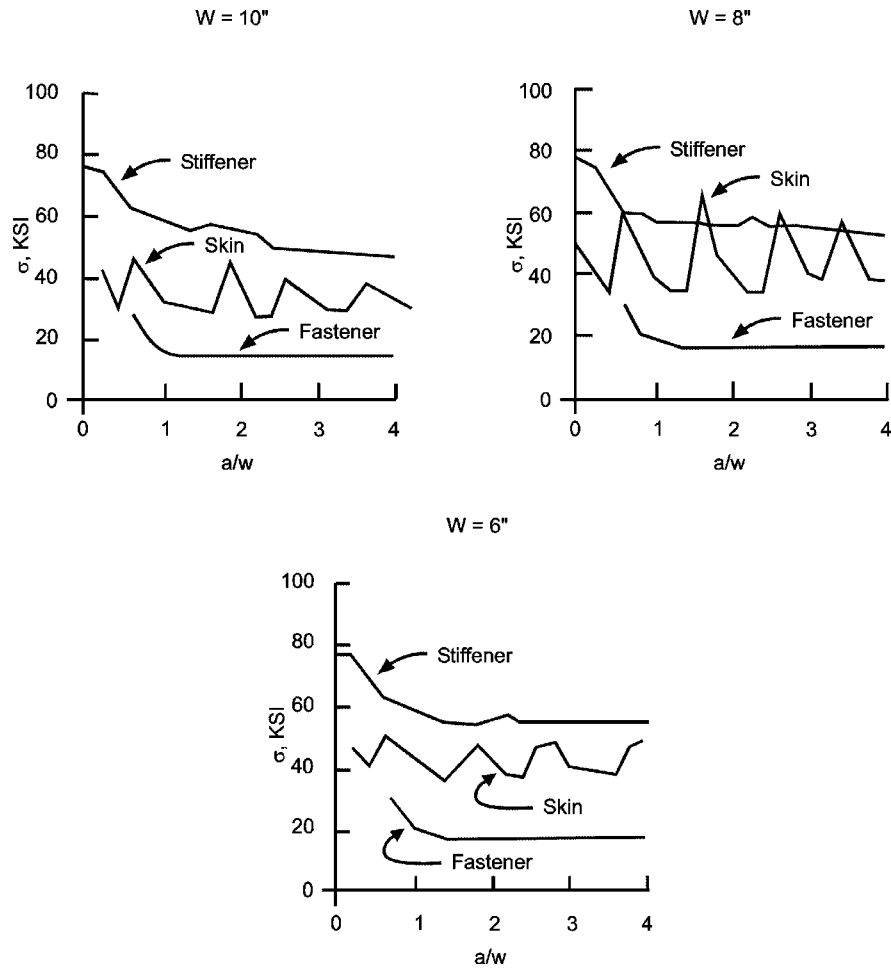 W = 10"
100
80
60
40
20
0
σ, KSI
Stiffener
Skin
Fastener
0 1 2 3 4
a/w
W = 8"
100
80
60
40
20
0
σ, KSI
Stiffener
Skin
Fastener
0 1 2 3 4
a/w
W = 6"
100
80
60
40
20
0
σ, KSI
Stiffener
Skin
Fastener
0 1 2 3 4
a/w